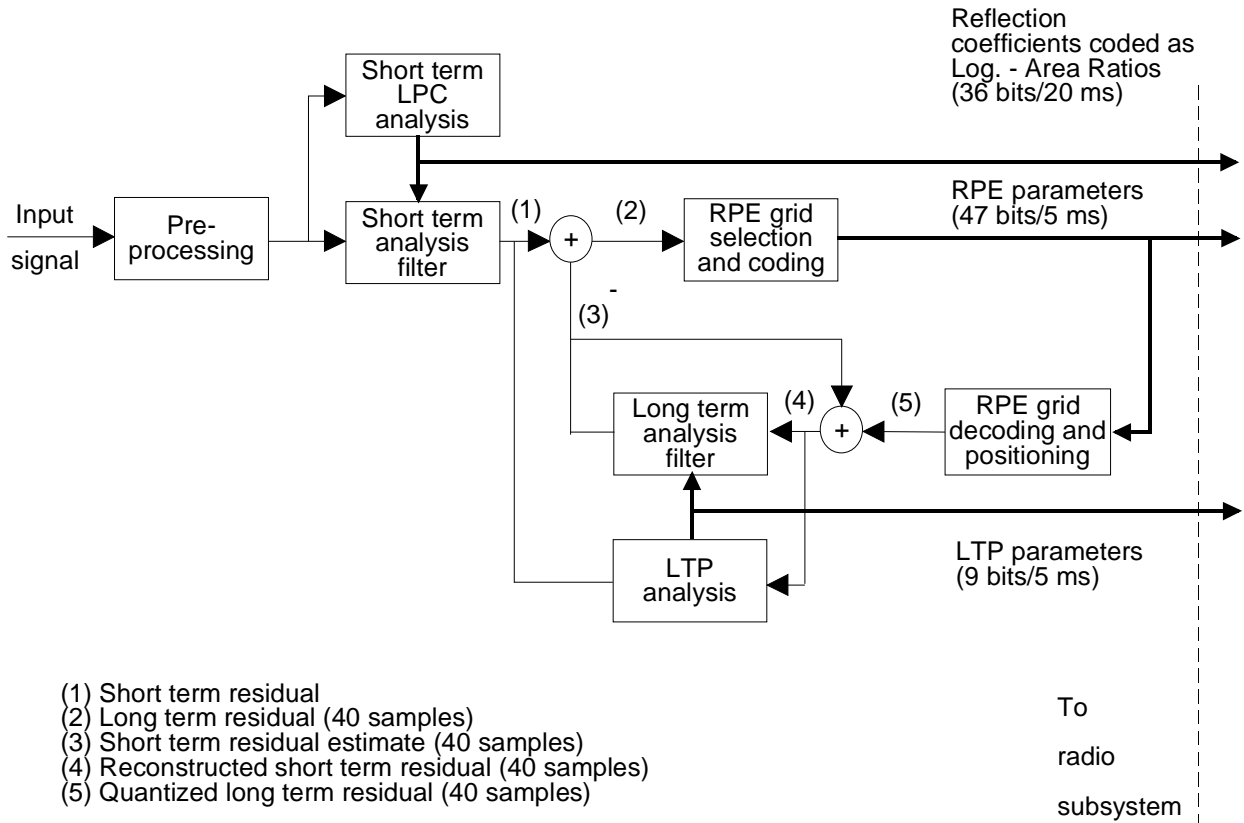 Reflection
coefficients coded as
Log. - Area Ratios
(36 bits/20 ms)
Short term
LPC
analysis
Input
signal
Pre-
processing
Short term
analysis
filter
(1)
+
(2)
RPE grid
selection
and coding
RPE parameters
(47 bits/5 ms)
-
(3)
Long term
analysis
filter
(4)
+
(5)
RPE grid
decoding and
positioning
LTP
analysis
LTP parameters
(9 bits/5 ms)
(1) Short term residual
(2) Long term residual (40 samples)
(3) Short term residual estimate (40 samples)
(4) Reconstructed short term residual (40 samples)
(5) Quantized long term residual (40 samples)
To
radio
subsystem